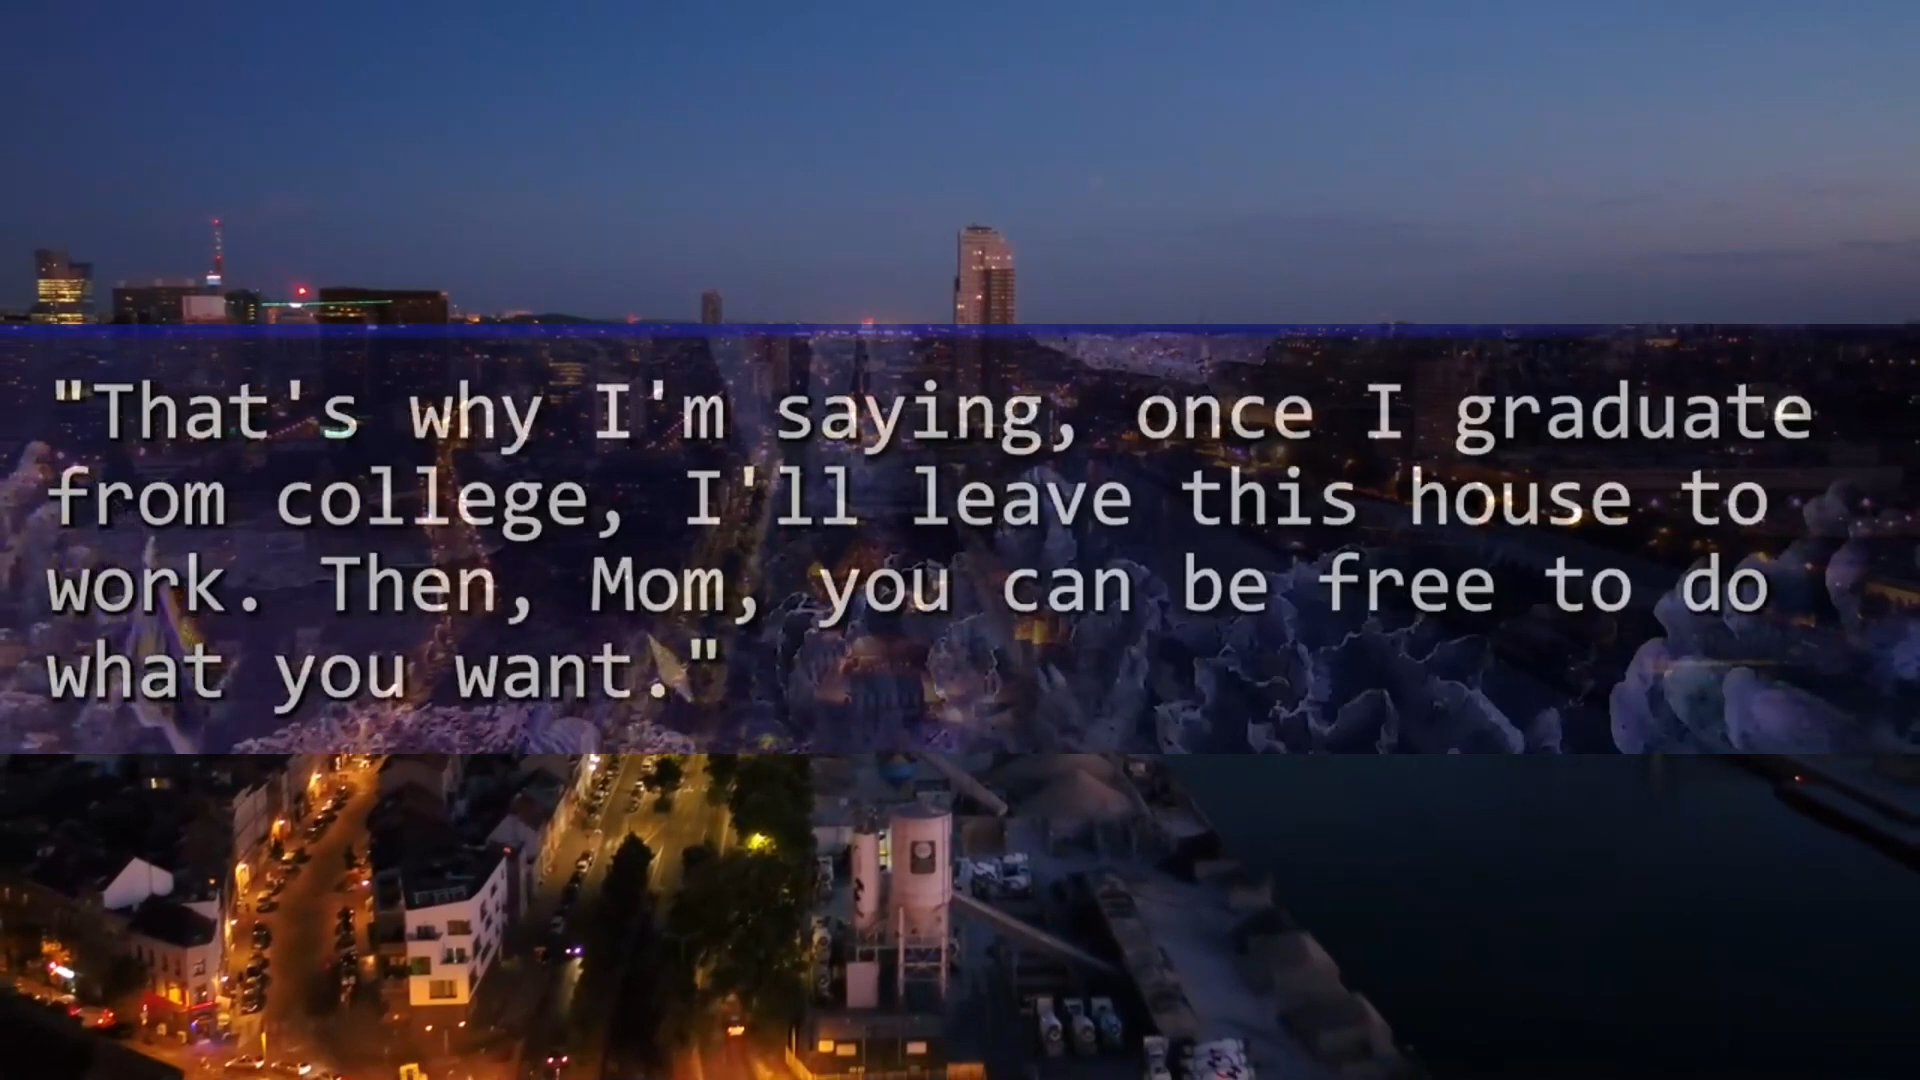 "That's why I'm saying, once I graduate
from college, I'll leave this house to
work. Then, Mom, you can be free to do
what you want."